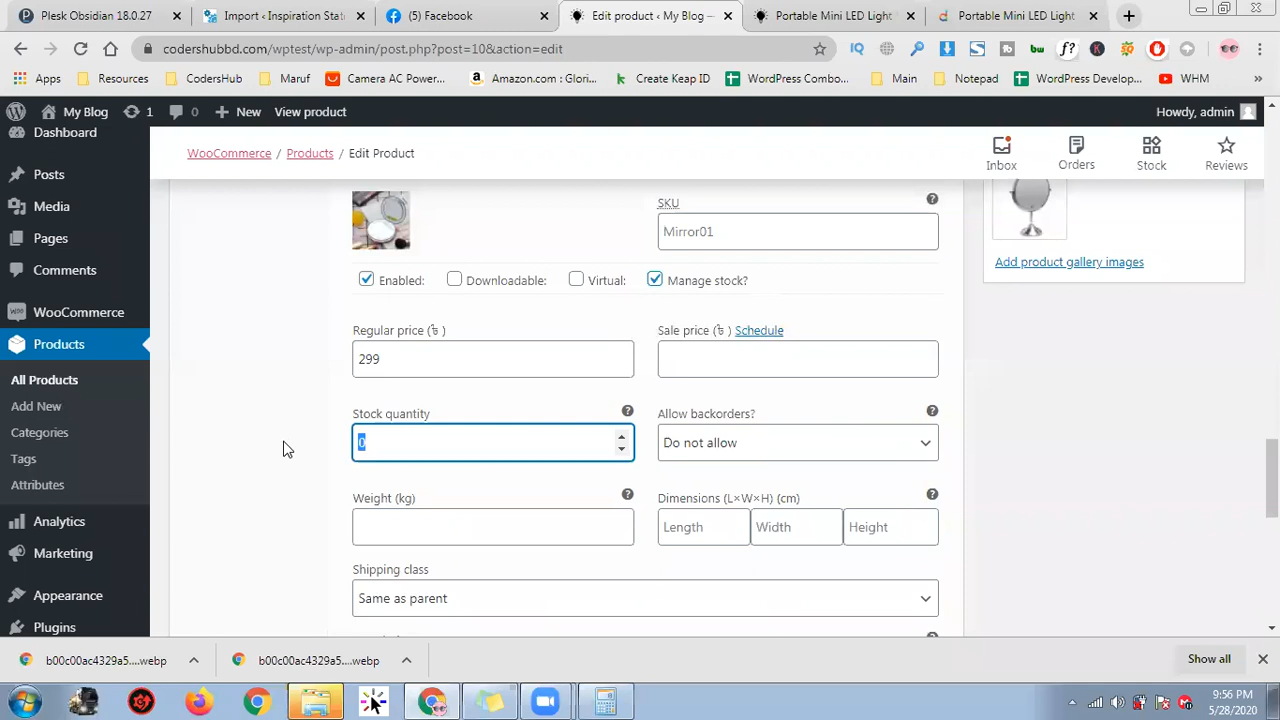 Plesk Obsidian 18.0.27
Import ‹ Inspiration Station
(5) Facebook
Edit product ‹ My Blog —
Portable Mini LED Light
Portable Mini LED Light
codershubbd.com/wptest/wp-admin/post.php?post=10&action=edit
Apps
Resources
CodersHub
Maruf
Camera AC Powe...
Amazon.com : Glori...
Create Keap ID
WordPress Combo...
Main
Notepad
WordPress Develop...
WHM
»
My Blog
1
0
New
View product
Howdy, admin
Dashboard
Posts
Media
Pages
Comments
WooCommerce
Products
All Products
Add New
Categories
Tags
Attributes
Analytics
Marketing
Appearance
Plugins
WooCommerce / Products / Edit Product
Inbox
Orders
Stock
Reviews
SKU
Mirror01
Enabled:
Downloadable:
Virtual:
Manage stock?
Regular price (৳ )
Sale price (৳ ) Schedule
299
Stock quantity
Allow backorders?
0
Do not allow
Weight (kg)
Dimensions (L×W×H) (cm)
Length
Width
Height
Shipping class
Same as parent
Add product gallery images
b00c00ac4329a5....webp
b00c00ac4329a5....webp
Show all
9:56 PM
5/28/2020